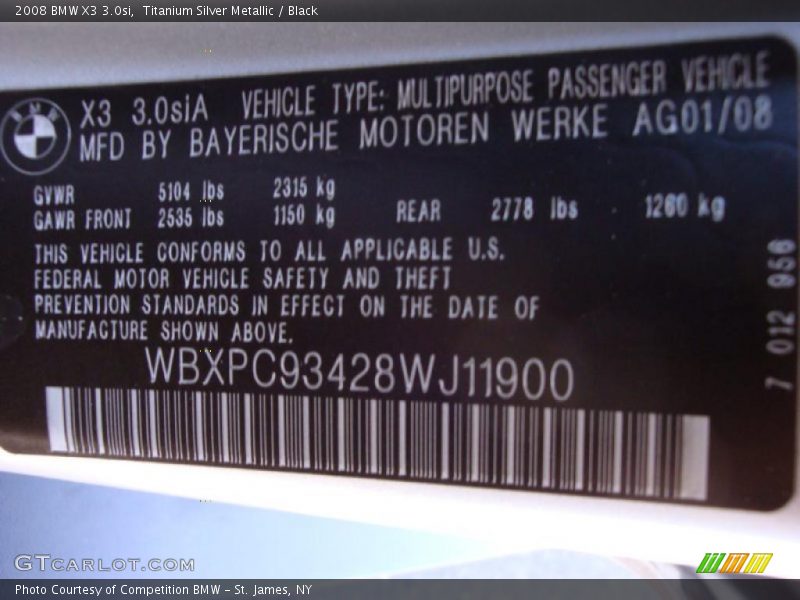 2008 BMW X3 3.0si, Titanium Silver Metallic / Black
BMW
X3 3.0siA VEHICLE TYPE: MULTIPURPOSE PASSENGER VEHICLE
MFD BY BAYERISCHE MOTOREN WERKE AG 01/08
GVWR 5104 lbs 2315 kg
GAWR FRONT 2535 lbs 1150 kg REAR 2778 lbs 1260 kg
THIS VEHICLE CONFORMS TO ALL APPLICABLE U.S.
FEDERAL MOTOR VEHICLE SAFETY AND THEFT
PREVENTION STANDARDS IN EFFECT ON THE DATE OF
MANUFACTURE SHOWN ABOVE.
WBXPC93428WJ11900
7 012 956
GTCARLOT.COM
Photo Courtesy of Competition BMW – St. James, NY